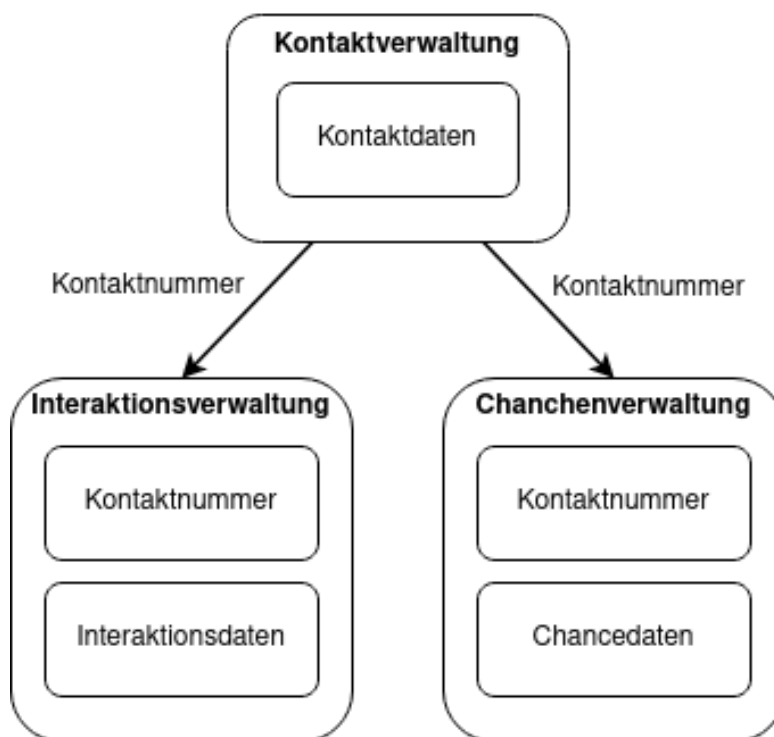 Kontaktverwaltung
Kontaktdaten
Kontaktnummer
Kontaktnummer
Interaktionsverwaltung
Kontaktnummer
Interaktionsdaten
Chanchenverwaltung
Kontaktnummer
Chancedaten